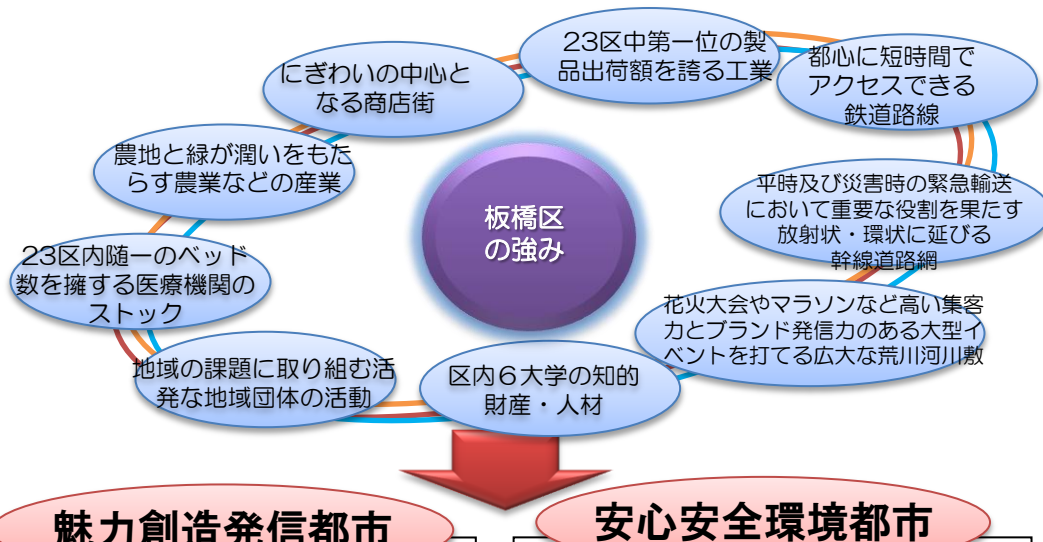 23区中第一位の製
品出荷額を誇る工業
都心に短時間で
アクセスできる
鉄道路線
にぎわいの中心と
なる商店街
農地と緑が潤いをもた
らす農業などの産業
平時及び災害時の緊急輸送
において重要な役割を果たす
放射状・環状に延びる
幹線道路網
板橋区
の強み
23区内随一のベッド
数を擁する医療機関の
ストック
花火大会やマラソンなど高い集客
力とブランド発信力のある大型イ
ベントを打てる広大な荒川河川敷
地域の課題に取り組む活
発な地域団体の活動
区内6大学の知的
財産・人材
魅力創造発信都市
安心安全環境都市